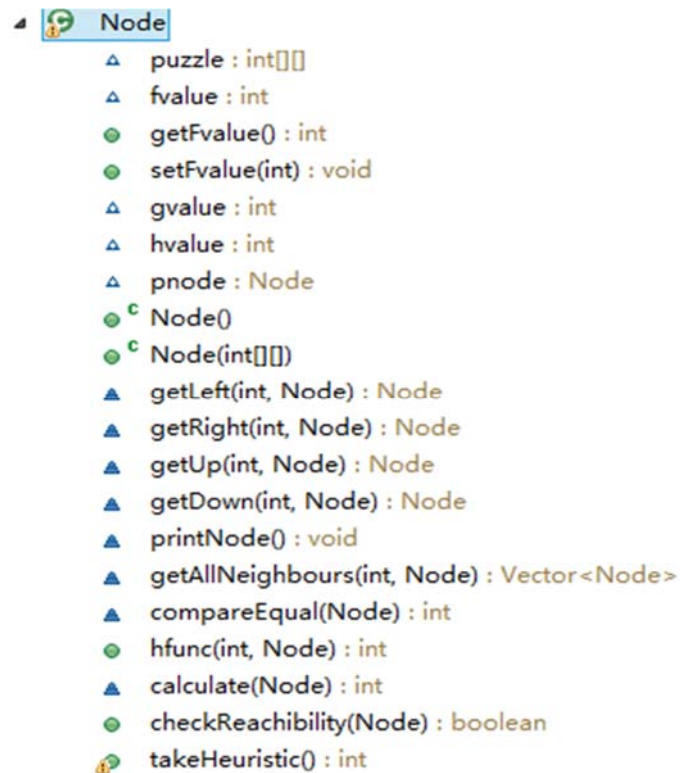 Node
puzzle : int[][]
fvalue : int
getFvalue() : int
setFvalue(int) : void
gvalue : int
hvalue : int
pnode : Node
C Node()
C Node(int[][])
getLeft(int, Node) : Node
getRight(int, Node) : Node
getUp(int, Node) : Node
getDown(int, Node) : Node
printNode() : void
getAllNeighbours(int, Node) : Vector<Node>
compareEqual(Node) : int
hfunc(int, Node) : int
calculate(Node) : int
checkReachibility(Node) : boolean
takeHeuristic() : int